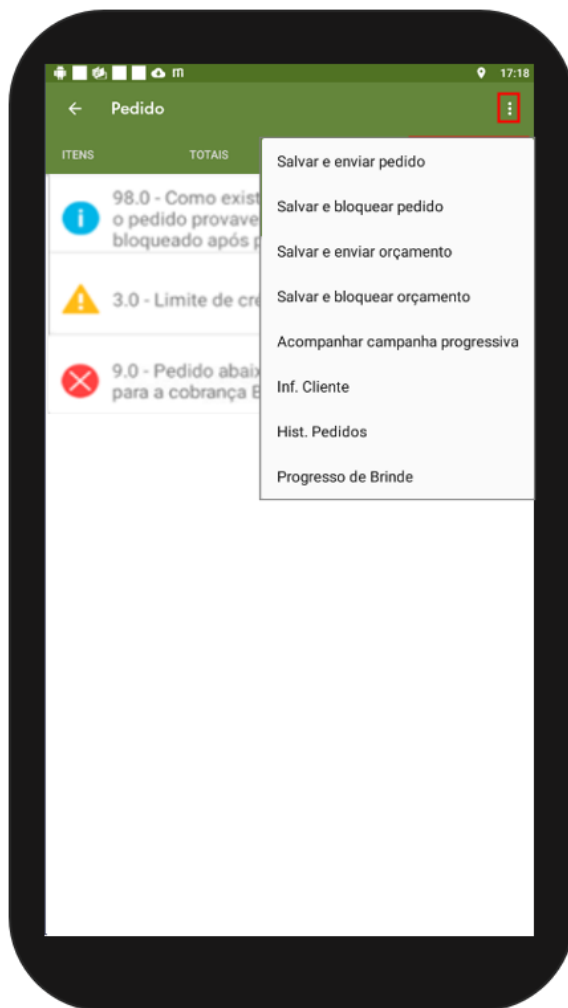 17:18
Pedido
ITENS TOTAIS
98.0 - Como exist
o pedido provave
bloqueado após p
3.0 - Limite de cre
9.0 - Pedido abaix
para a cobrança
Salvar e enviar pedido
Salvar e bloquear pedido
Salvar e enviar orçamento
Salvar e bloquear orçamento
Acompanhar campanha progressiva
Inf. Cliente
Hist. Pedidos
Progresso de Brinde